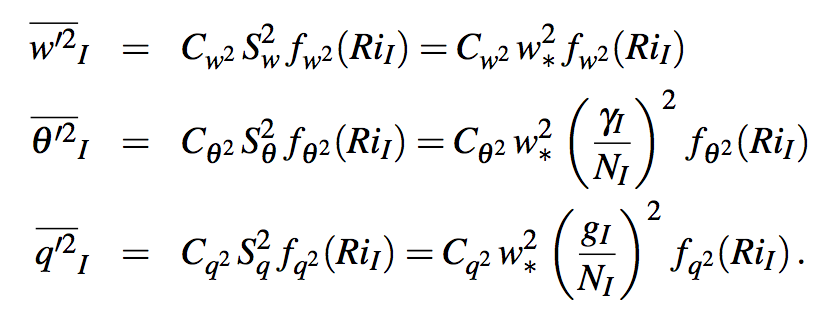 $\overline{w'^2}_I = C_{w^2} S_w^2 f_{w^2}(Ri_I) = C_{w^2} w_*^2 f_{w^2}(Ri_I)$
$\overline{\theta'^2}_I = C_{\theta^2} S_\theta^2 f_{\theta^2}(Ri_I) = C_{\theta^2} w_*^2 \left(\frac{\gamma_I}{N_I}\right)^2 f_{\theta^2}(Ri_I)$
$\overline{q'^2}_I = C_{q^2} S_q^2 f_{q^2}(Ri_I) = C_{q^2} w_*^2 \left(\frac{g_I}{N_I}\right)^2 f_{q^2}(Ri_I).$